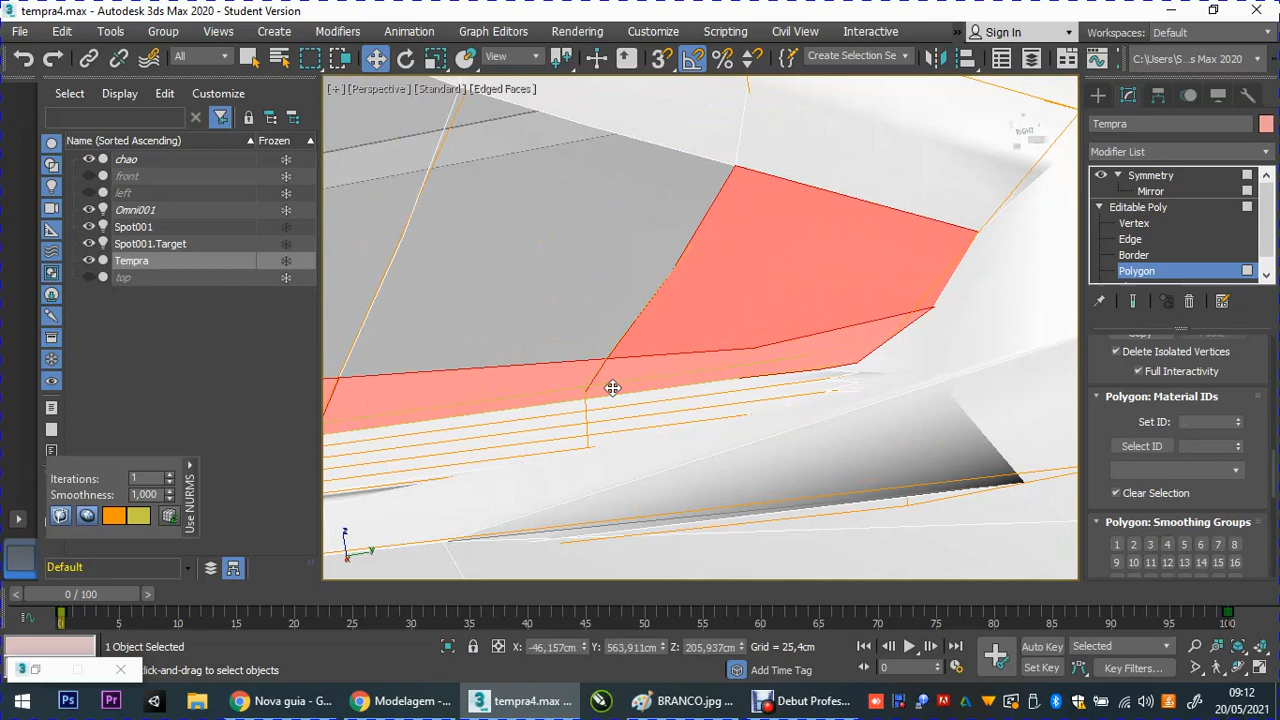 tempra4.max - Autodesk 3ds Max 2020 - Student Version
File Edit Tools Group Views Create Modifiers Animation Graph Editors Rendering Customize Scripting Civil View Interactive » Sign In Workspaces: Default
All View Create Selection Se C:\Users\S...s Max 2020
Select Display Edit Customize
Name (Sorted Ascending) Frozen
chao
front
left
Omni001
Spot001
Spot001.Target
Tempra
top
Iterations: 1
Smoothness: 1,000
Use NURMS
Default
[+] [Perspective] [Standard] [Edged Faces]
RIGHT
z
y
x
Tempra
Modifier List
Symmetry
Mirror
Editable Poly
Vertex
Edge
Border
Polygon
Delete Isolated Vertices
Full Interactivity
Polygon: Material IDs
Set ID:
Select ID
Clear Selection
Polygon: Smoothing Groups
1 2 3 4 5 6 7 8
9 10 11 12 13 14 15 16
< 0 / 100 >
0 5 10 15 20 25 30 35 40 45 50 55 60 65 70 75 80 85 90 95 100
1 Object Selected X: -46,157cm Y: 563,911cm Z: 205,937cm Grid = 25,4cm Auto Key Selected
click-and-drag to select objects Add Time Tag 0 Set Key Key Filters...
Nova guia - G... Modelagem -... tempra4.max ... BRANCO.jpg ... Debut Profes...
09:12
20/05/2021